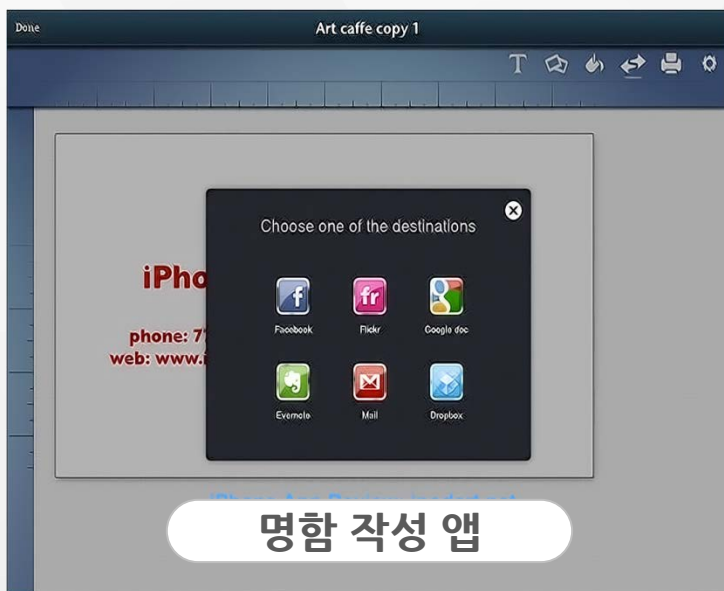 Done
Art caffe copy 1
T
Choose one of the destinations
f
fr
g
Facebook
Flickr
Google doc
Evernote
Mail
Dropbox
iPho
phone: 7
web: www.i
명함 작성 앱